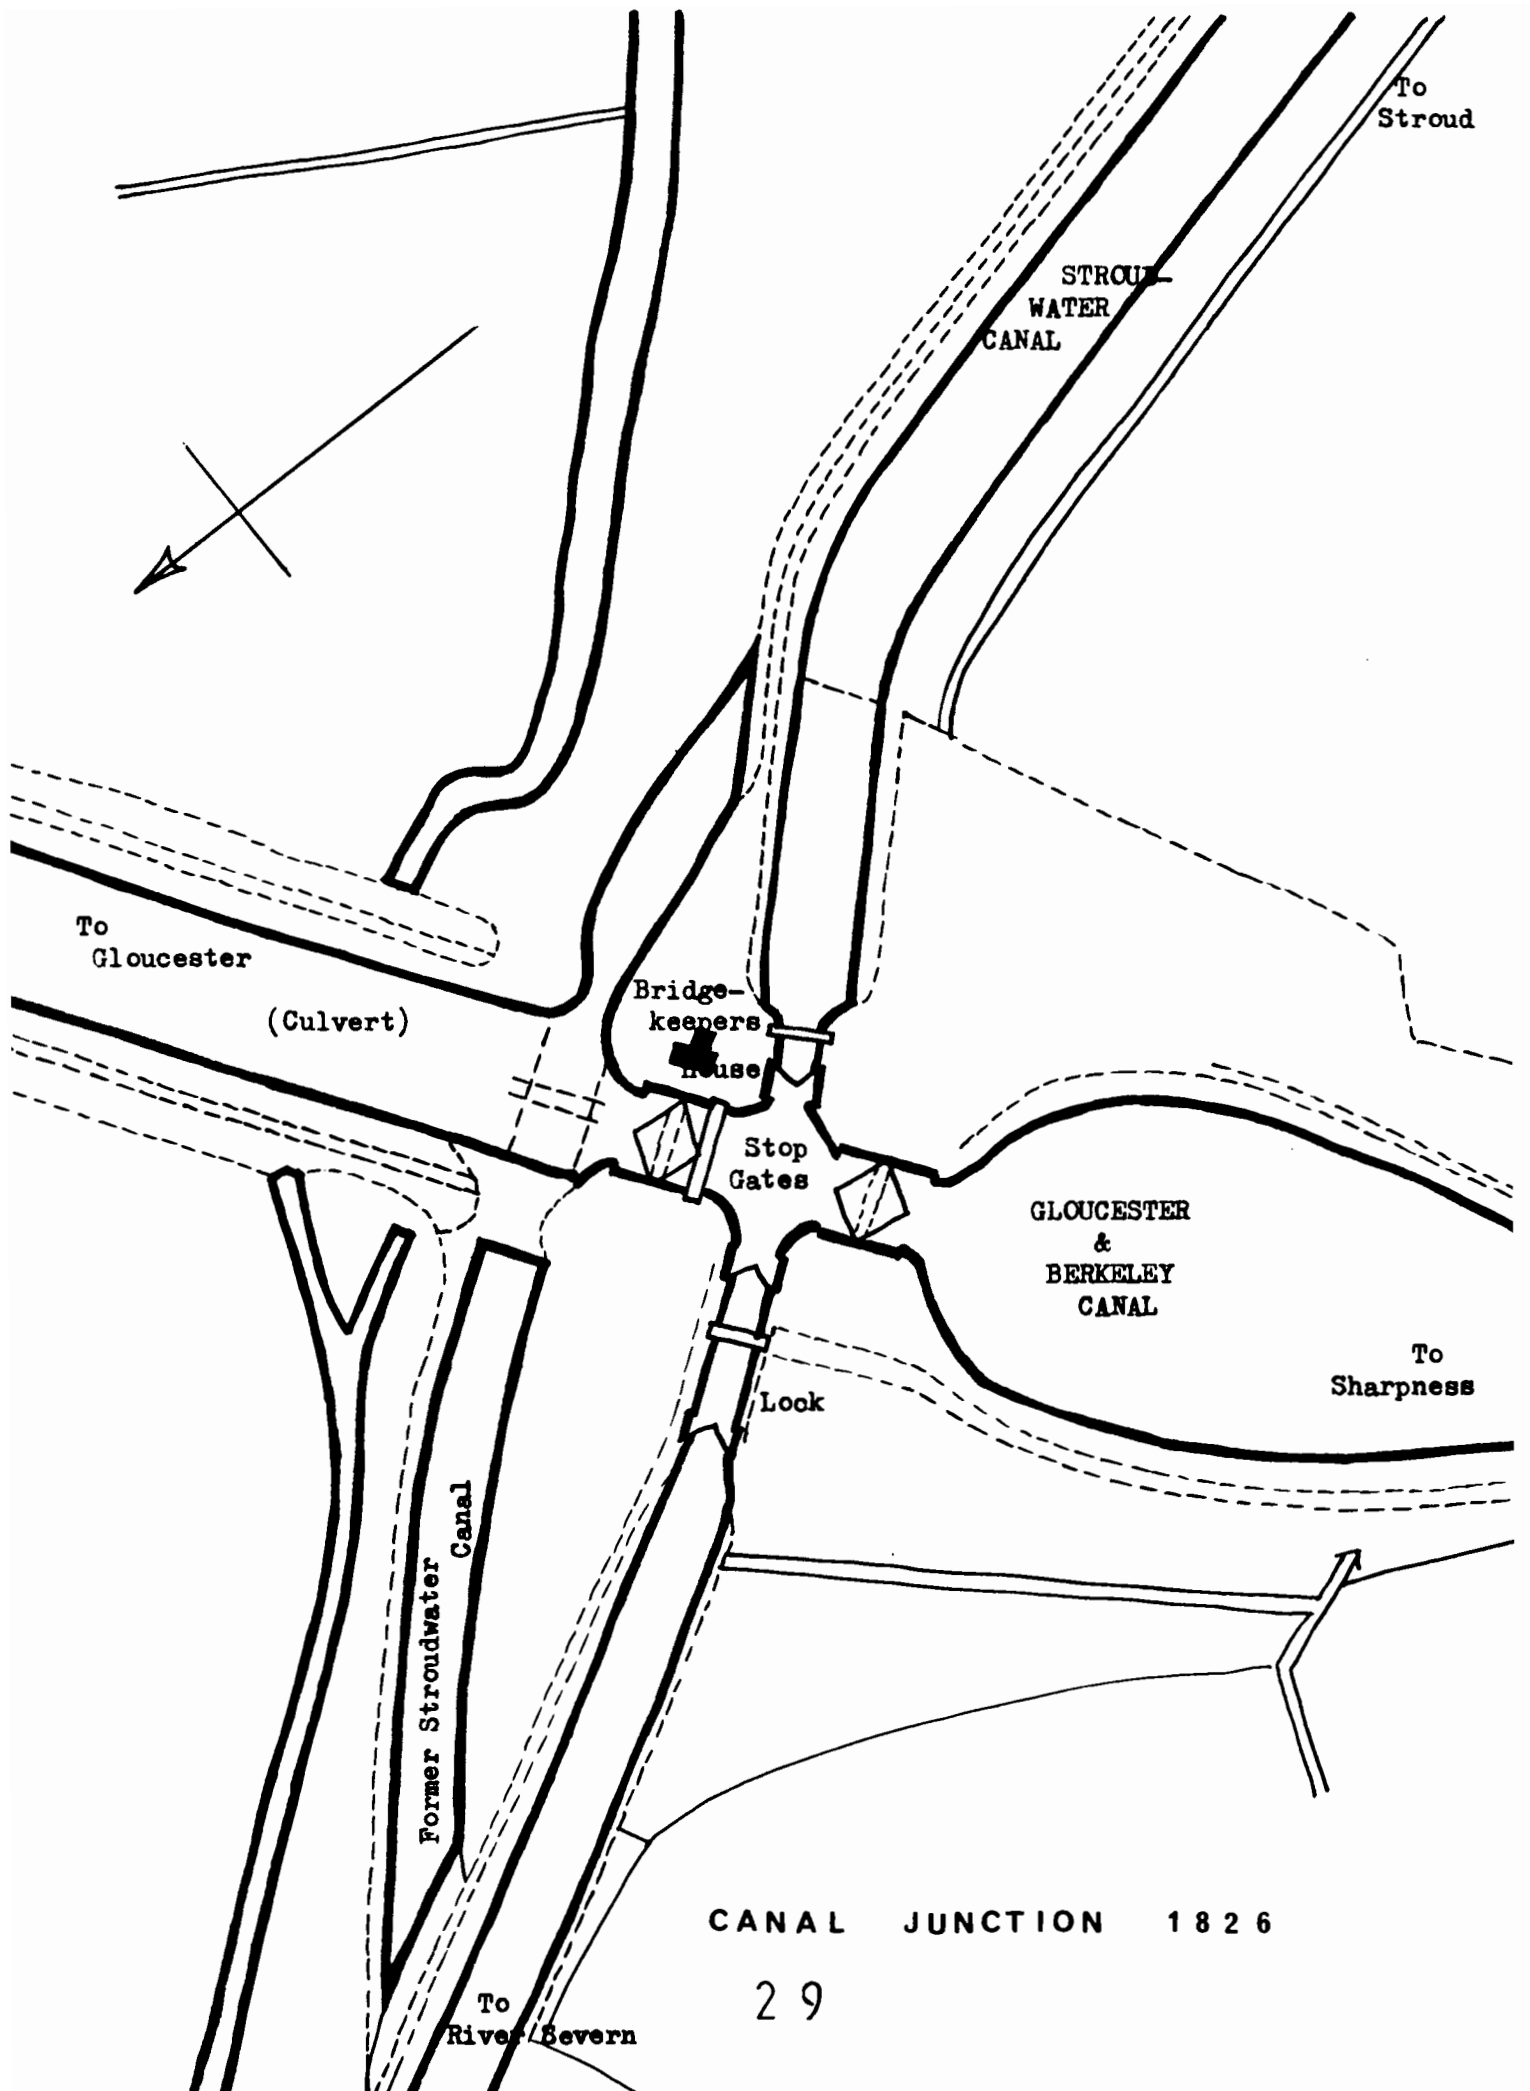 To
Stroud
STROUD-
WATER
CANAL
To
Gloucester
(Culvert)
Bridge-
keepers
House
Stop
Gates
GLOUCESTER
&
BERKELEY
CANAL
To
Sharpness
Lock
Former Stroudwater
Canal
CANAL JUNCTION 1826
29
To
River Severn